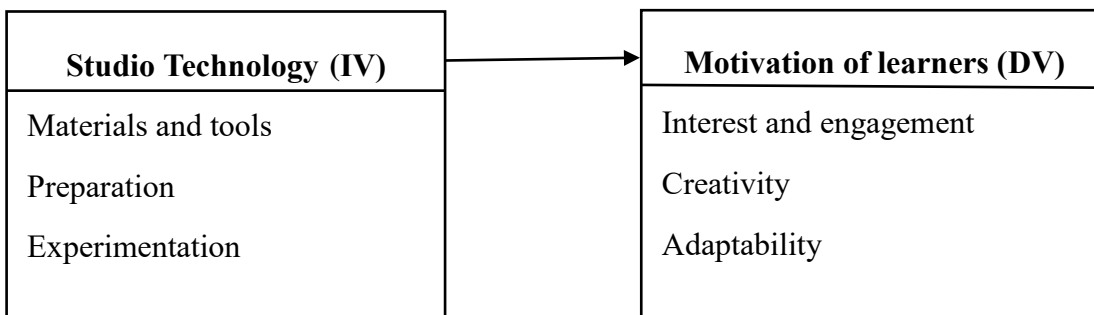 Studio Technology (IV)
Materials and tools
Preparation
Experimentation
Motivation of learners (DV)
Interest and engagement
Creativity
Adaptability